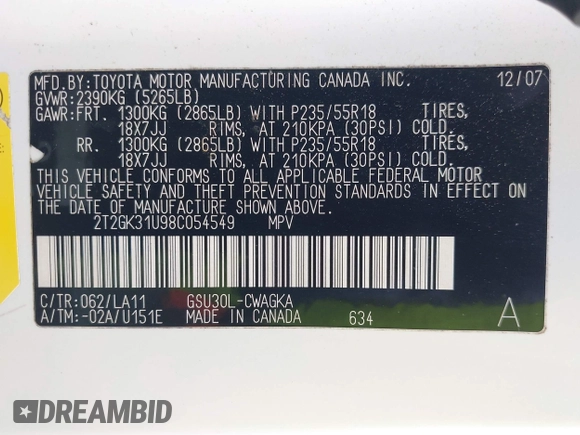 MFD.BY:TOYOTA MOTOR MANUFACTURING CANADA INC. 12/07
GVWR:2390KG (5265LB)
GAWR:FRT. 1300KG (2865LB) WITH P235/55R18 TIRES,
18X7JJ RIMS, AT 210KPA (30PSI) COLD.
RR. 1300KG (2865LB) WITH P235/55R18 TIRES,
18X7JJ RIMS, AT 210KPA (30PSI) COLD.
THIS VEHICLE CONFORMS TO ALL APPLICABLE FEDERAL MOTOR
VEHICLE SAFETY AND THEFT PREVENTION STANDARDS IN EFFECT ON
THE DATE OF MANUFACTURE SHOWN ABOVE.
2T2GK31U98C054549 MPV
C/TR:062/LA11 GSU30L-CWAGKA
A/TM:-02A/U151E MADE IN CANADA 634 A
DREAMBID